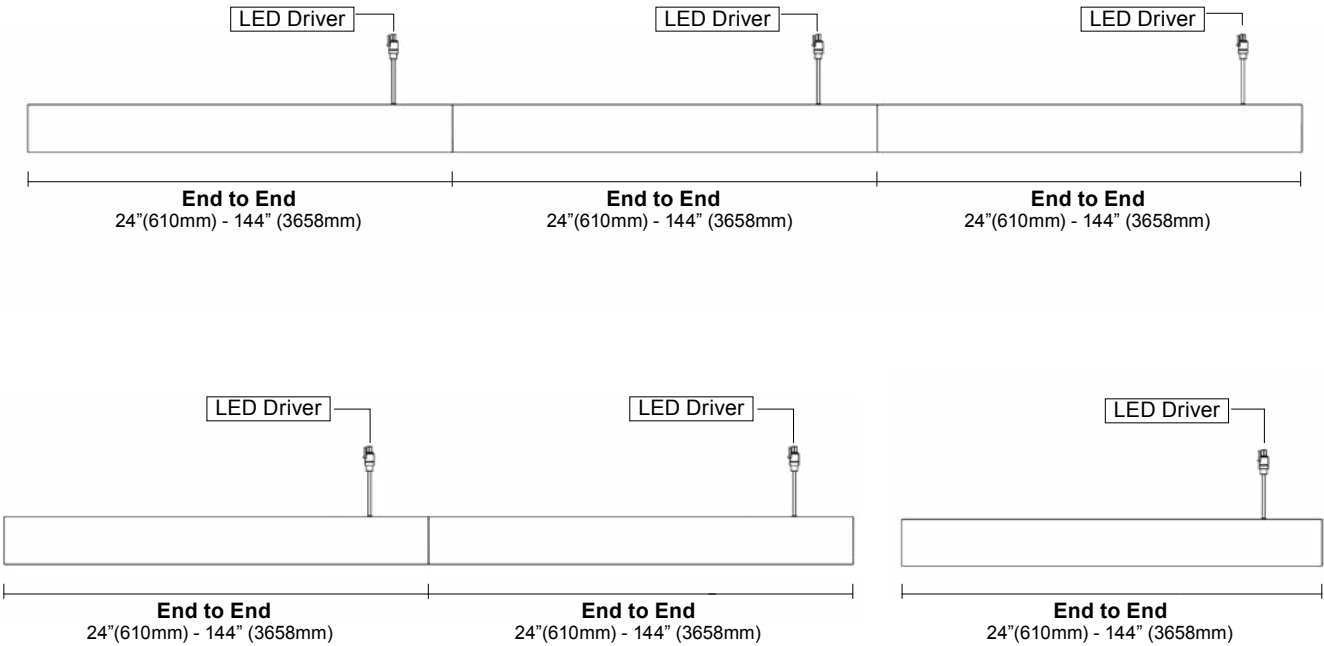 LED Driver
LED Driver
LED Driver
End to End
24”(610mm) - 144” (3658mm)
End to End
24”(610mm) - 144” (3658mm)
End to End
24”(610mm) - 144” (3658mm)
LED Driver
LED Driver
LED Driver
End to End
24”(610mm) - 144” (3658mm)
End to End
24”(610mm) - 144” (3658mm)
End to End
24”(610mm) - 144” (3658mm)